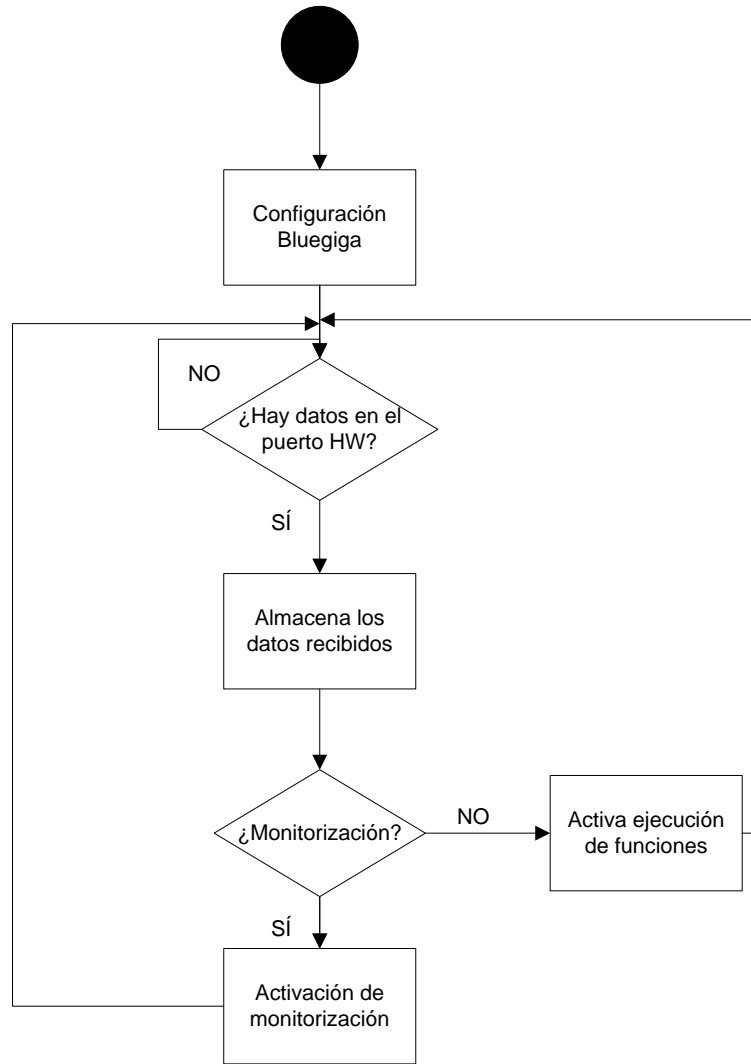 Configuración
Bluegiga
NO
¿Hay datos en el
puerto HW?
SÍ
Almacena los
datos recibidos
¿Monitorización?
NO
Activa ejecución
de funciones
SÍ
Activación de
monitorización